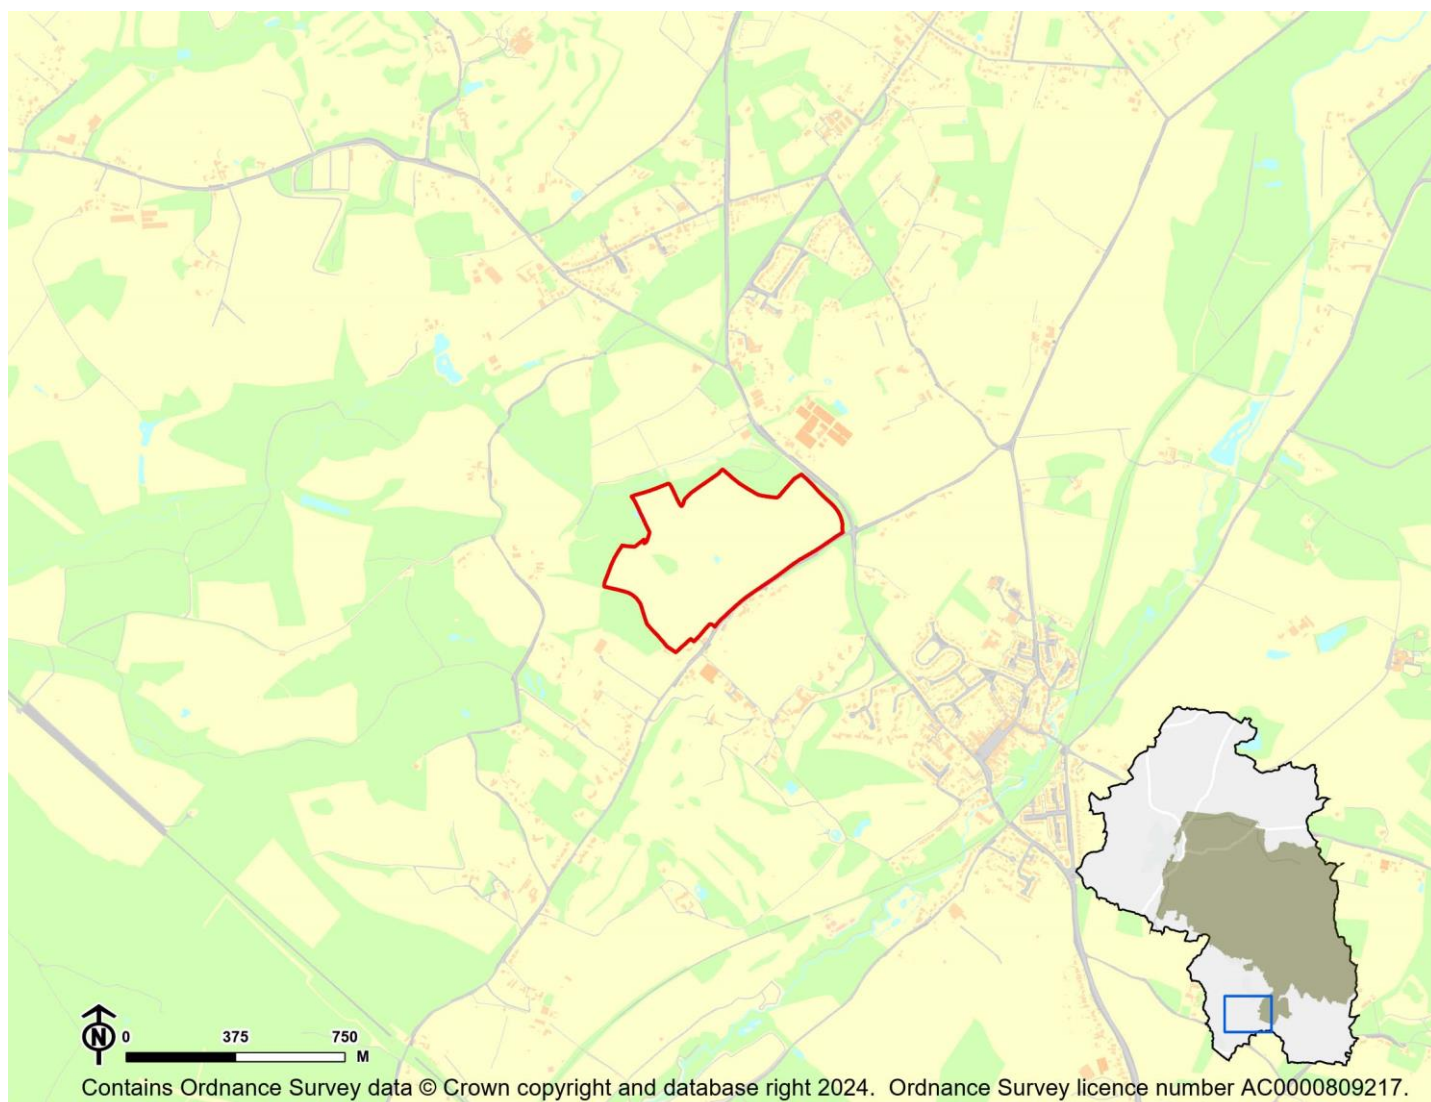 N
0 375 750
M
Contains Ordnance Survey data © Crown copyright and database right 2024. Ordnance Survey licence number AC0000809217.